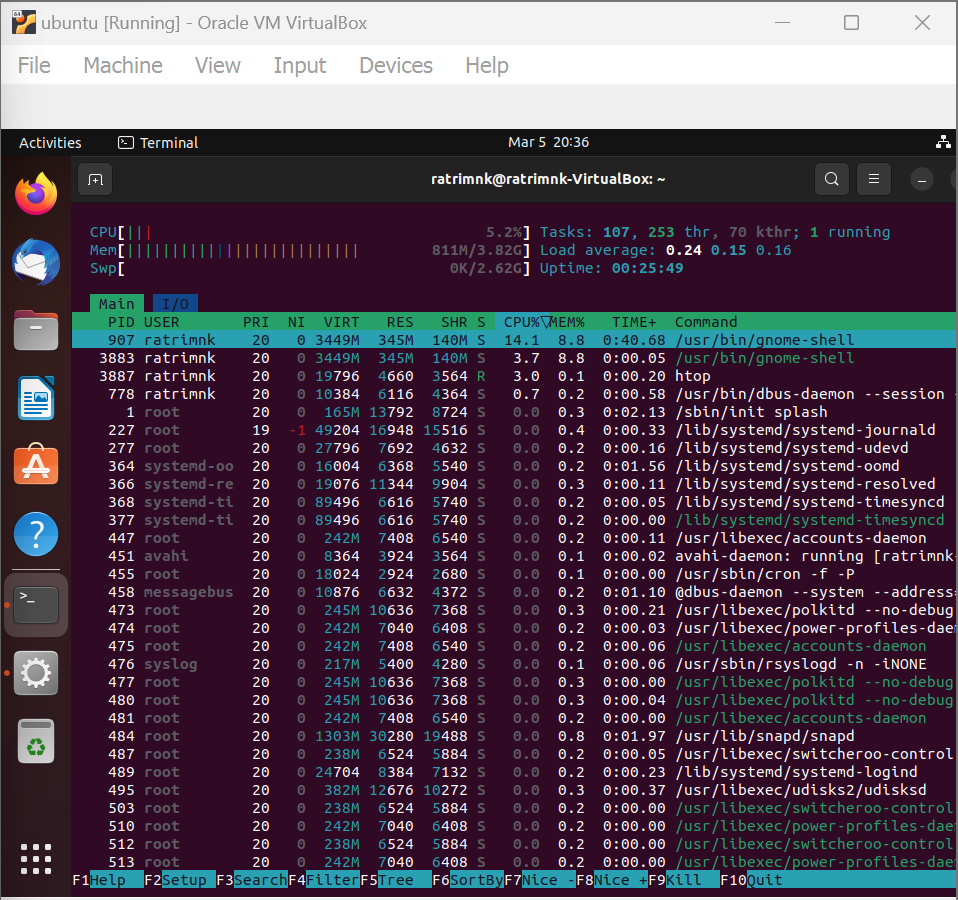 ubuntu [Running] - Oracle VM VirtualBox
File Machine View Input Devices Help
Activities Terminal Mar 5 20:36
ratrimnk@ratrimnk-VirtualBox: ~
CPU[||| 5.2%] Tasks: 107, 253 thr, 70 kthr; 1 running
Mem[|||||||||||||||||||||||||| 811M/3.82G] Load average: 0.24 0.15 0.16
Swp[ 0K/2.62G] Uptime: 00:25:49
Main I/O
PID USER PRI NI VIRT RES SHR S CPU%▽MEM% TIME+ Command
907 ratrimnk 20 0 3449M 345M 140M S 14.1 8.8 0:40.68 /usr/bin/gnome-shell
3883 ratrimnk 20 0 3449M 345M 140M S 3.7 8.8 0:00.05 /usr/bin/gnome-shell
3887 ratrimnk 20 0 19796 4660 3564 R 3.0 0.1 0:00.20 htop
778 ratrimnk 20 0 10384 6116 4364 S 0.7 0.2 0:00.58 /usr/bin/dbus-daemon --session
1 root 20 0 165M 13792 8724 S 0.0 0.3 0:02.13 /sbin/init splash
227 root 19 -1 49204 16948 15516 S 0.0 0.4 0:00.33 /lib/systemd/systemd-journald
277 root 20 0 27796 7692 4632 S 0.0 0.2 0:00.16 /lib/systemd/systemd-udevd
364 systemd-oo 20 0 16004 6368 5540 S 0.0 0.2 0:01.56 /lib/systemd/systemd-oomd
366 systemd-re 20 0 19076 11344 9904 S 0.0 0.3 0:00.11 /lib/systemd/systemd-resolved
368 systemd-ti 20 0 89496 6616 5740 S 0.0 0.2 0:00.05 /lib/systemd/systemd-timesyncd
377 systemd-ti 20 0 89496 6616 5740 S 0.0 0.2 0:00.00 /lib/systemd/systemd-timesyncd
447 root 20 0 242M 7408 6540 S 0.0 0.2 0:00.11 /usr/libexec/accounts-daemon
451 avahi 20 0 8364 3924 3564 S 0.0 0.1 0:00.02 avahi-daemon: running [ratrimnk-
455 root 20 0 18024 2924 2680 S 0.0 0.1 0:00.00 /usr/sbin/cron -f -P
458 messagebus 20 0 10876 6632 4372 S 0.0 0.2 0:01.10 @dbus-daemon --system --address=
473 root 20 0 245M 10636 7368 S 0.0 0.3 0:00.21 /usr/libexec/polkitd --no-debug
474 root 20 0 242M 7040 6408 S 0.0 0.2 0:00.03 /usr/libexec/power-profiles-dae
475 root 20 0 242M 7408 6540 S 0.0 0.2 0:00.06 /usr/libexec/accounts-daemon
476 syslog 20 0 217M 5400 4280 S 0.0 0.1 0:00.06 /usr/sbin/rsyslogd -n -iNONE
477 root 20 0 245M 10636 7368 S 0.0 0.3 0:00.00 /usr/libexec/polkitd --no-debug
480 root 20 0 245M 10636 7368 S 0.0 0.3 0:00.04 /usr/libexec/polkitd --no-debug
481 root 20 0 242M 7408 6540 S 0.0 0.2 0:00.00 /usr/libexec/accounts-daemon
484 root 20 0 1303M 30280 19488 S 0.0 0.8 0:01.97 /usr/lib/snapd/snapd
487 root 20 0 238M 6524 5884 S 0.0 0.2 0:00.05 /usr/libexec/switcheroo-control
489 root 20 0 24704 8384 7132 S 0.0 0.2 0:00.23 /lib/systemd/systemd-logind
495 root 20 0 382M 12676 10272 S 0.0 0.3 0:00.37 /usr/libexec/udisks2/udisksd
503 root 20 0 238M 6524 5884 S 0.0 0.2 0:00.00 /usr/libexec/switcheroo-control
510 root 20 0 242M 7040 6408 S 0.0 0.2 0:00.00 /usr/libexec/power-profiles-dae
512 root 20 0 238M 6524 5884 S 0.0 0.2 0:00.00 /usr/libexec/switcheroo-control
513 root 20 0 242M 7040 6408 S 0.0 0.2 0:00.00 /usr/libexec/power-profiles-dae
F1Help F2Setup F3SearchF4FilterF5Tree F6SortByF7Nice -F8Nice +F9Kill F10Quit